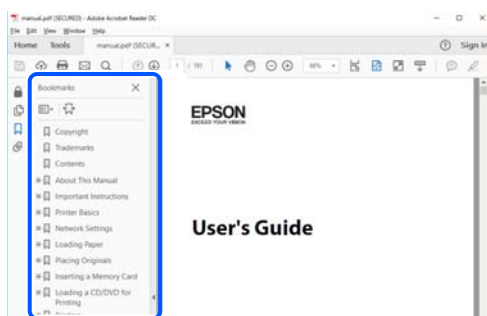 manual.pdf (SECURED) - Adobe Acrobat Reader DC
File Edit View Window Help
Home Tools manual.pdf (SECUR... × Sign In
1 / 191
Bookmarks
Copyright
Trademarks
Contents
About This Manual
Important Instructions
Printer Basics
Network Settings
Loading Paper
Placing Originals
Inserting a Memory Card
Loading a CD/DVD for
Printing
EPSON
EXCEED YOUR VISION
User's Guide